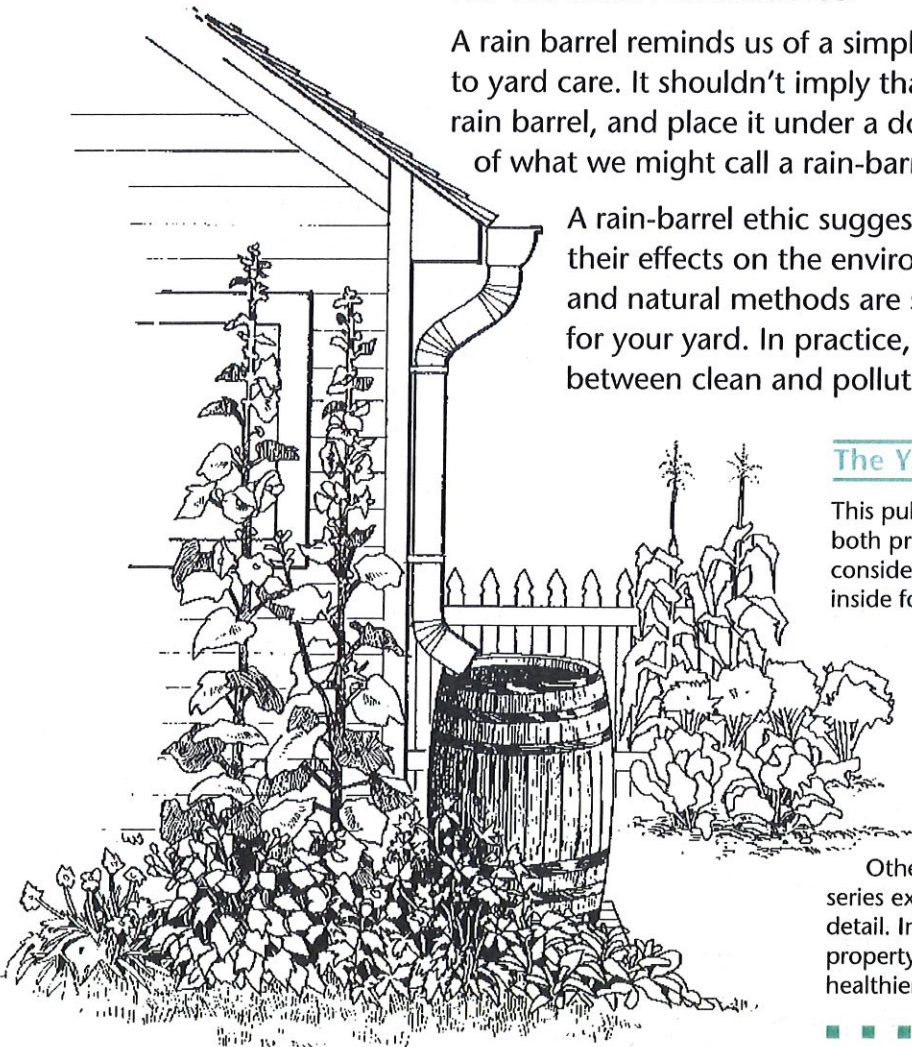 A rain barrel reminds us of a simpl
to yard care. It shouldn't imply tha
rain barrel, and place it under a do
of what we might call a rain-barr
A rain-barrel ethic sugges
their effects on the enviro
and natural methods are s
for your yard. In practice,
between clean and pollut
The Y
This pul
both pr
conside
inside fo
Othe
series ex
detail. In
property
healthier